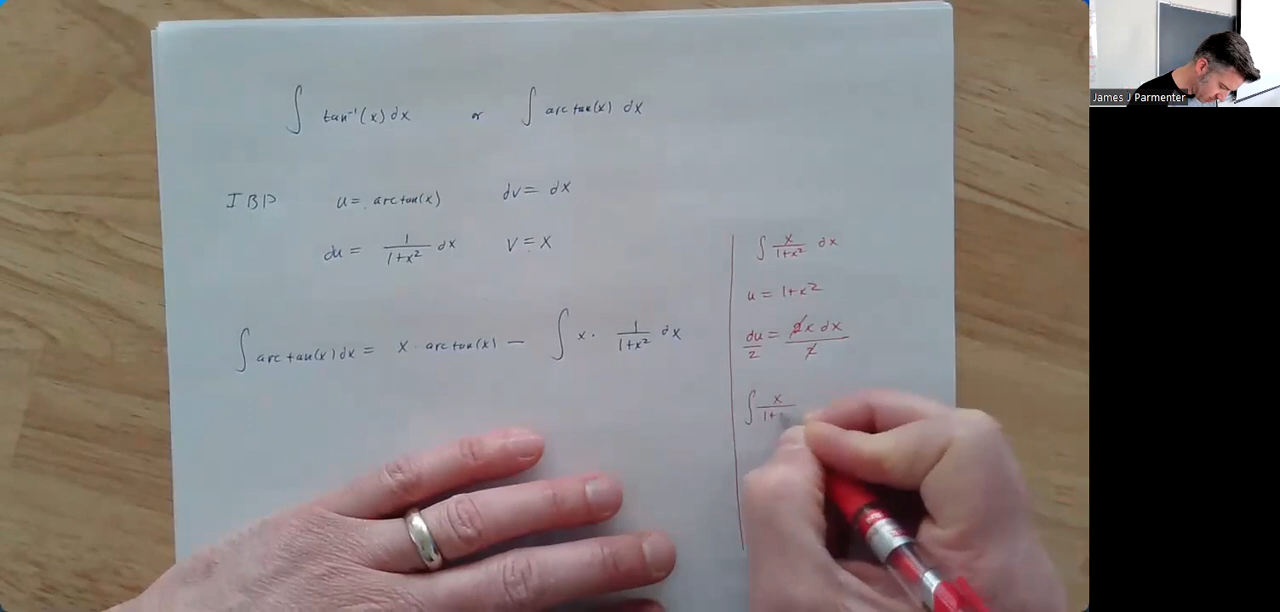 ∫ tan⁻¹(x) dx or ∫ arctan(x) dx
IBP u = arctan(x) dv = dx
du = 1/(1+x²) dx v = x
∫ arctan(x) dx = x · arctan(x) — ∫ x · 1/(1+x²) dx
∫ x/(1+x²) dx
u = 1+x²
du/2 = 2x dx/2
∫ x/(1+
James J Parmenter